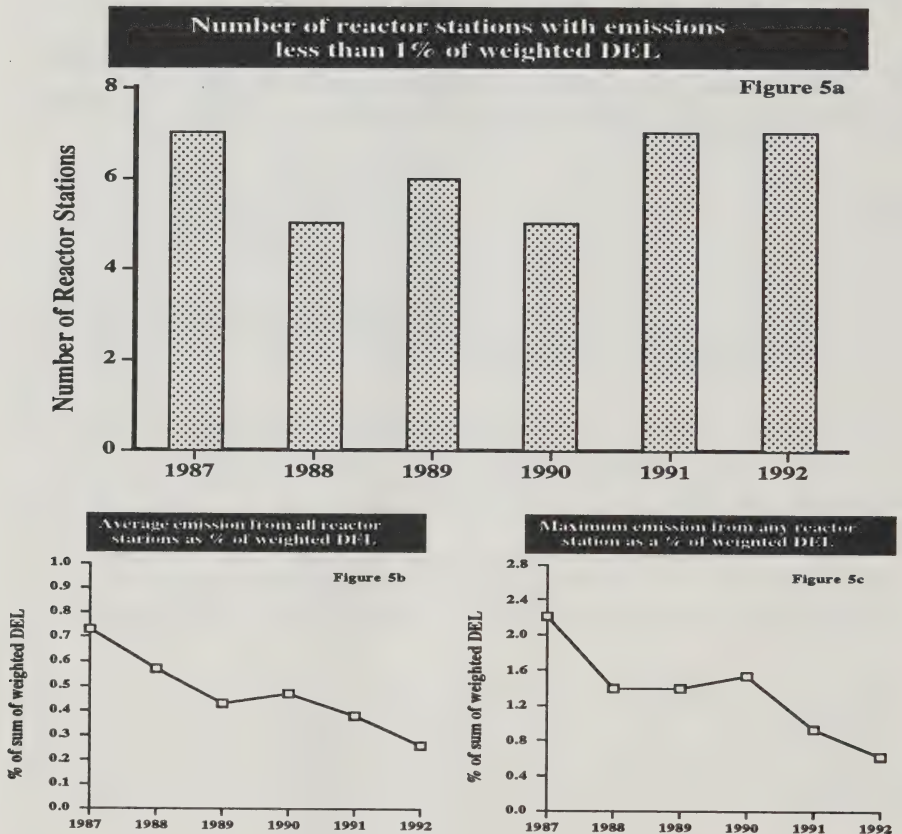 Number of reactor stations with emissions
less than 1% of weighted DEL
Figure 5a
Number of Reactor Stations
8
6
4
2
0
1987 1988 1989 1990 1991 1992
Average emission from all reactor
starions as % of weighted DEL
Figure 5b
% of sum of weighted DEL
1.0
0.9
0.8
0.7
0.6
0.5
0.4
0.3
0.2
0.1
0.0
1987 1988 1989 1990 1991 1992
Maximum emission from any reactor
station as a % of weignted DEL
Figure 5c
% of sum of weighted DEL
2.8
2.4
2.0
1.6
1.2
0.8
0.4
0.0
1987 1988 1989 1990 1991 1992